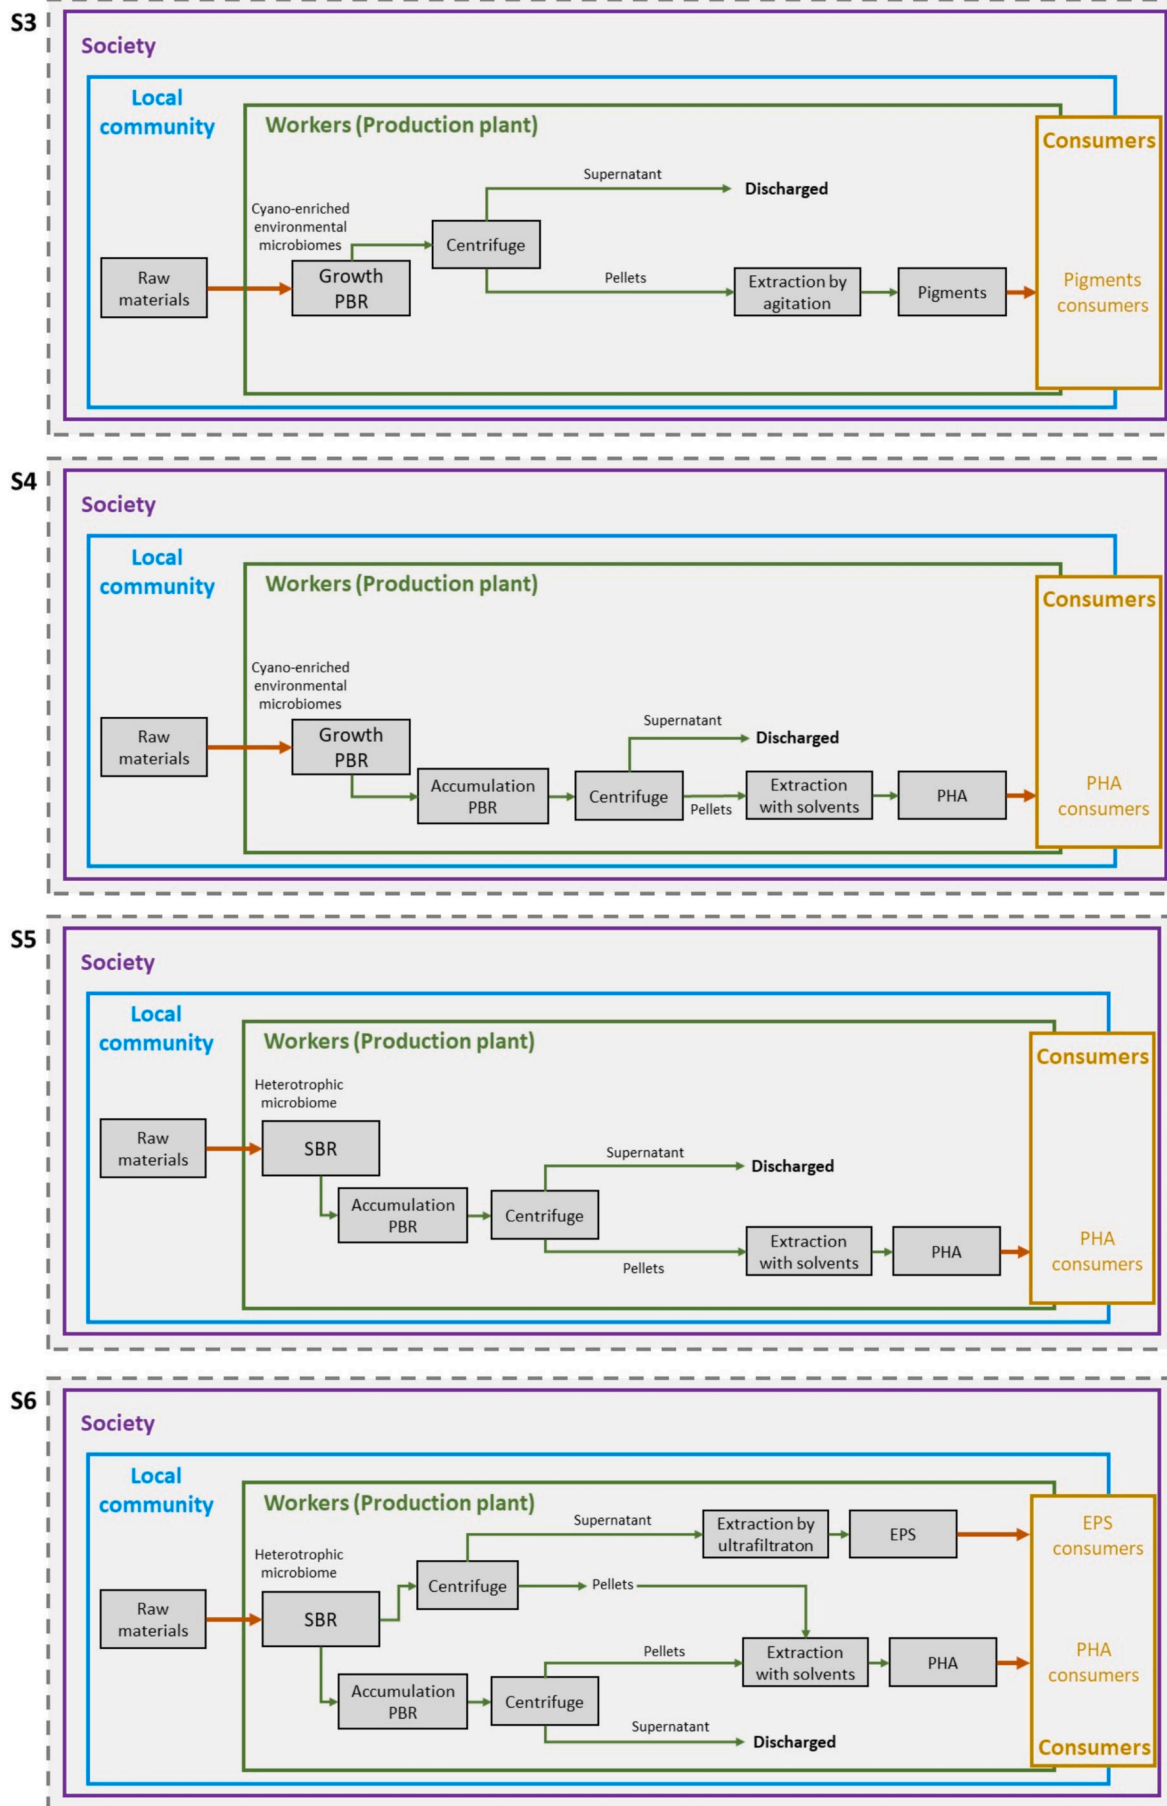 S3
Society
Local
community
Workers (Production plant)
Consumers
Supernatant
Discharged
Cyano-enriched
environmental
microbiomes
Centrifuge
Raw
materials
Growth
PBR
Pellets
Extraction by
agitation
Pigments
Pigments
consumers
S4
Society
Local
community
Workers (Production plant)
Consumers
Cyano-enriched
environmental
microbiomes
Supernatant
Discharged
Raw
materials
Growth
PBR
Accumulation
PBR
Centrifuge
Pellets
Extraction
with solvents
PHA
PHA
consumers
S5
Society
Local
community
Workers (Production plant)
Consumers
Heterotrophic
microbiome
Raw
materials
SBR
Supernatant
Discharged
Accumulation
PBR
Centrifuge
Pellets
Extraction
with solvents
PHA
PHA
consumers
S6
Society
Local
community
Workers (Production plant)
Supernatant
Extraction by
ultrafiltraton
EPS
EPS
consumers
Heterotrophic
microbiome
Centrifuge
Pellets
Raw
materials
SBR
Pellets
Extraction
with solvents
PHA
PHA
consumers
Accumulation
PBR
Centrifuge
Supernatant
Discharged
Consumers